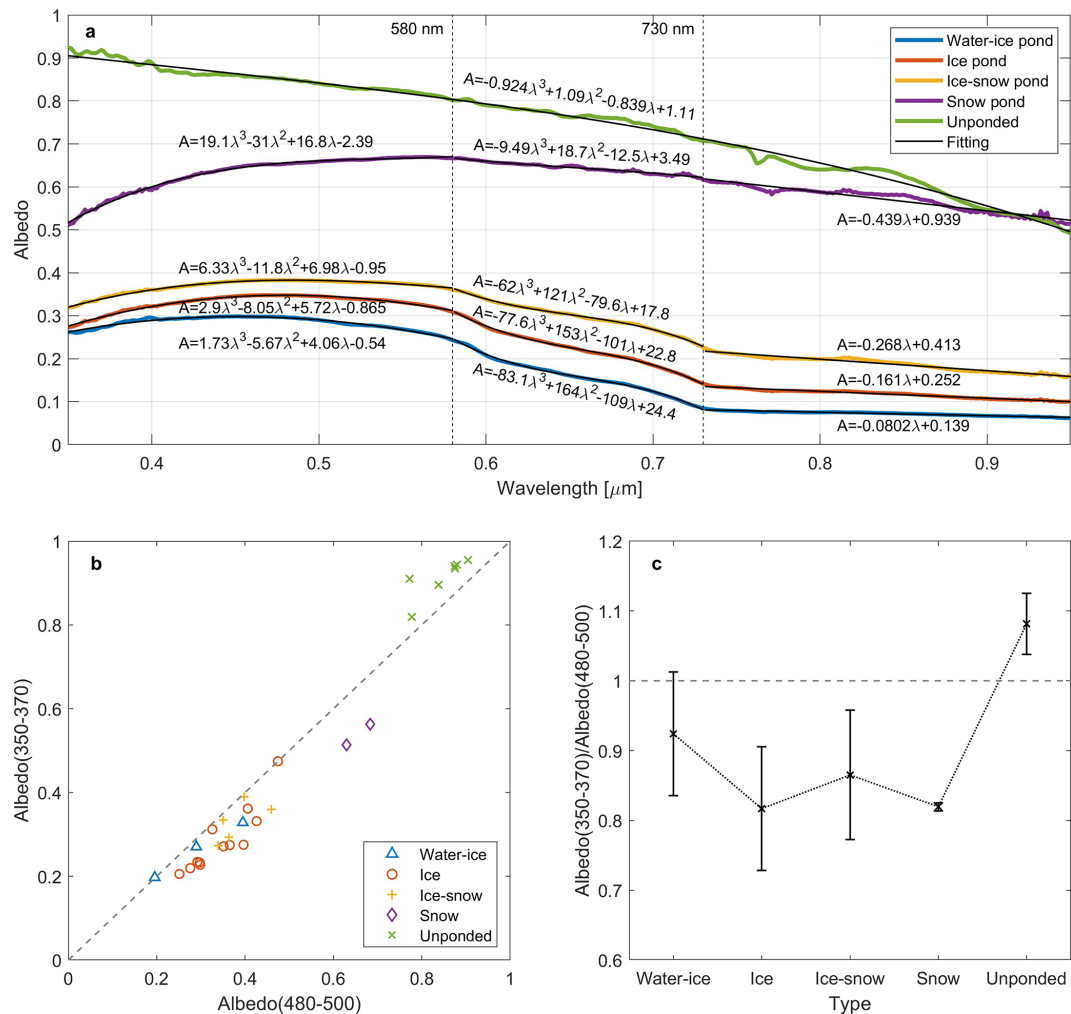 a
580 nm
730 nm
Water-ice pond
Ice pond
Ice-snow pond
Snow pond
Unponded
Fitting
A=-0.924λ³+1.09λ²-0.839λ+1.11
A=19.1λ³-31λ²+16.8λ-2.39
A=-9.49λ³+18.7λ²-12.5λ+3.49
A=-0.439λ+0.939
A=6.33λ³-11.8λ²+6.98λ-0.95
A=-62λ³+121λ²-79.6λ+17.8
A=2.9λ³-8.05λ²+5.72λ-0.865
A=-77.6λ³+153λ²-101λ+22.8
A=-0.268λ+0.413
A=1.73λ³-5.67λ²+4.06λ-0.54
A=-83.1λ³+164λ²-109λ+24.4
A=-0.161λ+0.252
A=-0.0802λ+0.139
1
0.9
0.8
0.7
0.6
0.5
0.4
0.3
0.2
0.1
0
Albedo
0.4 0.5 0.6 0.7 0.8 0.9
Wavelength [μm]
b
1
0.8
0.6
0.4
0.2
0
Albedo(350-370)
Water-ice
Ice
Ice-snow
Snow
Unponded
0 0.2 0.4 0.6 0.8 1
Albedo(480-500)
c
1.2
1.1
1
0.9
0.8
0.7
0.6
Albedo(350-370)/Albedo(480-500)
Water-ice Ice Ice-snow Snow Unponded
Type